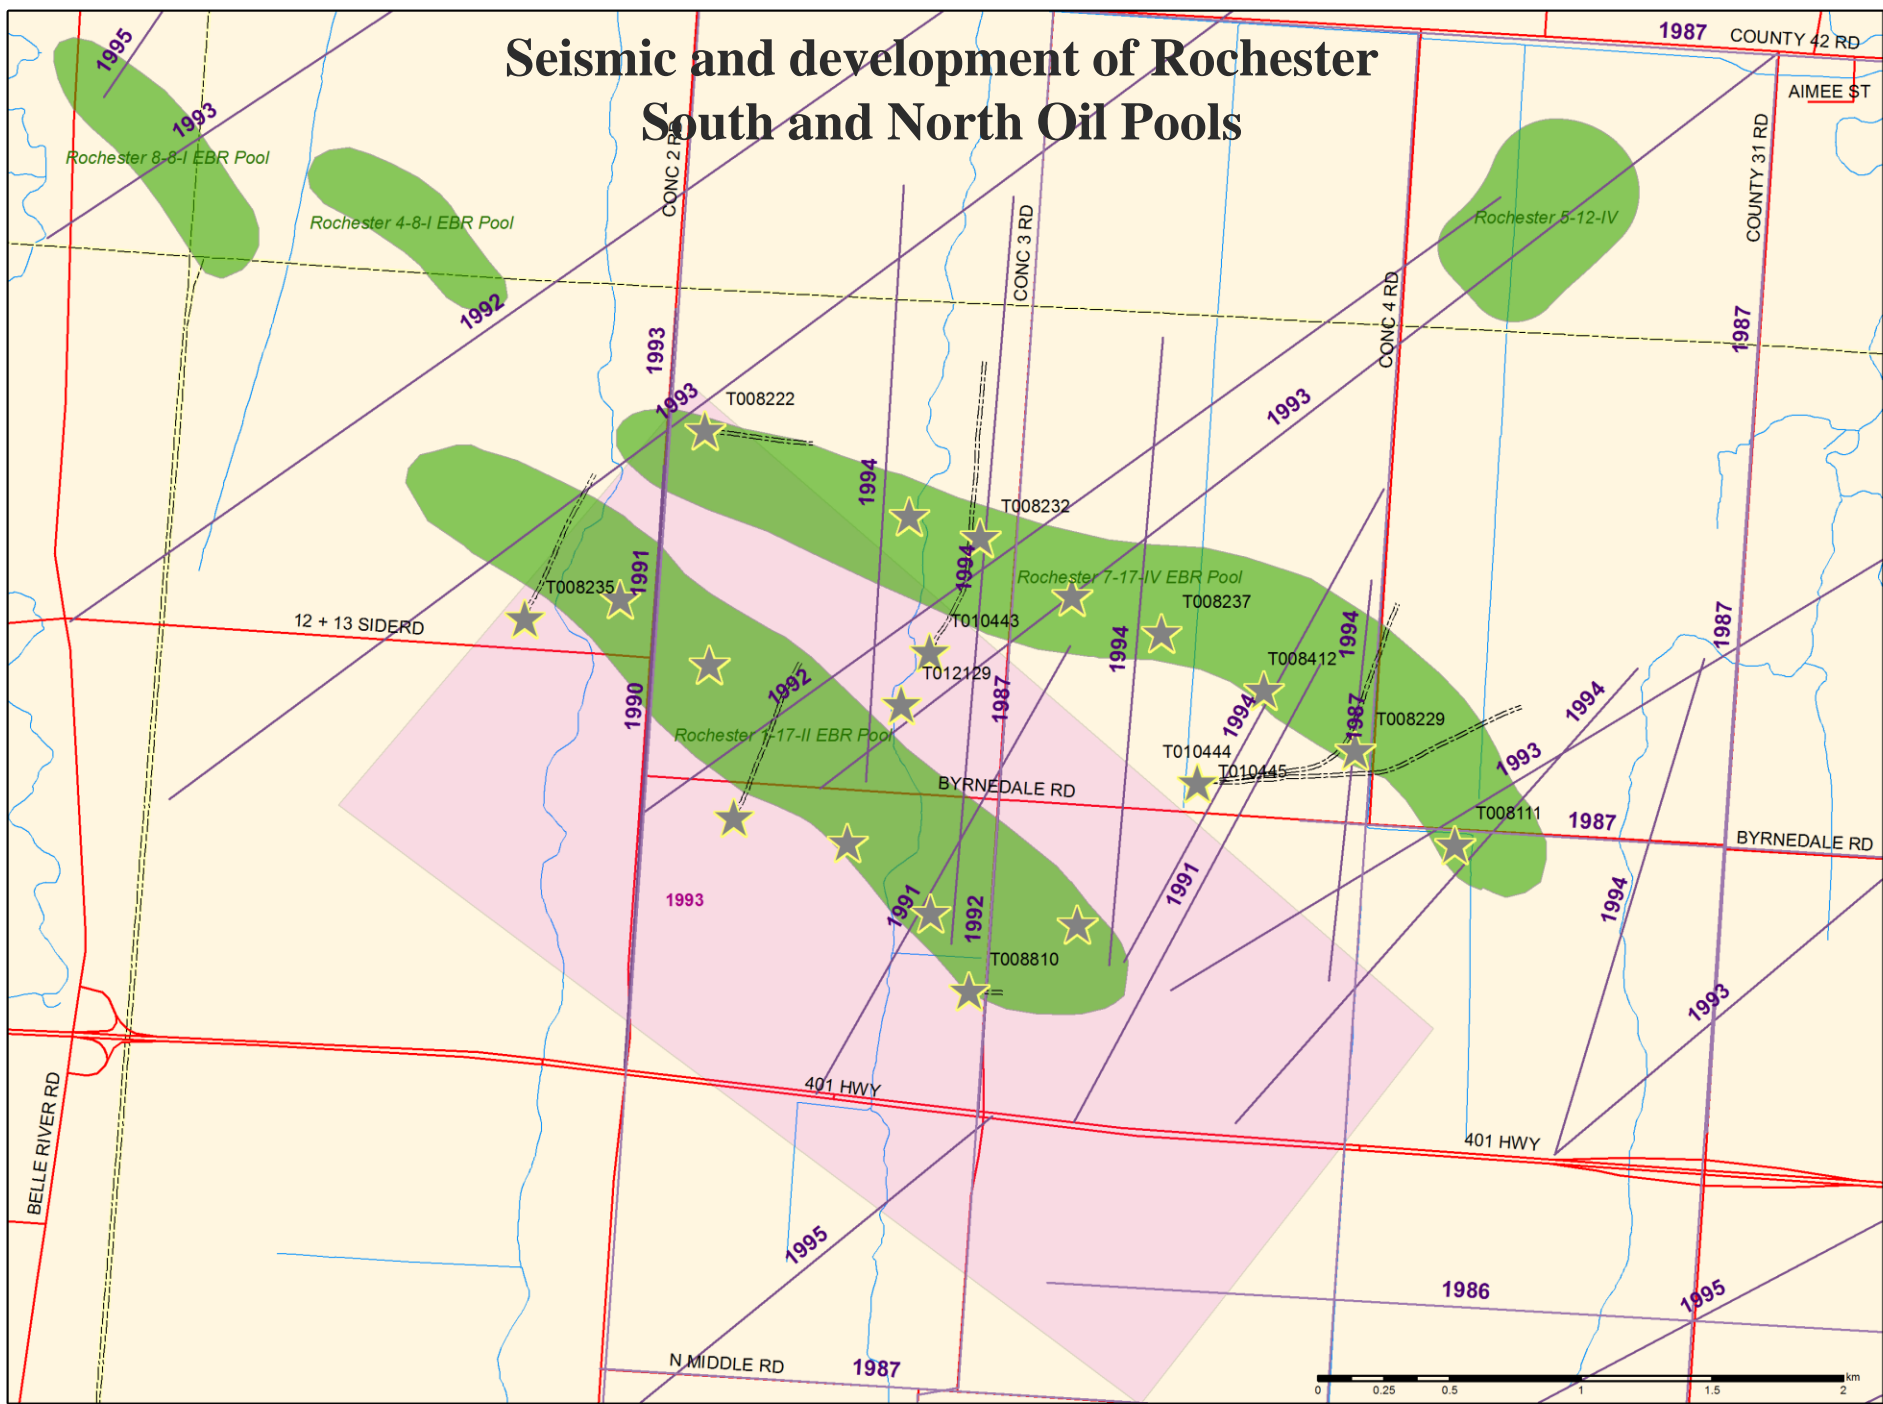 1987
COUNTY 42 RD
1995
Seismic and development of Rochester
South and North Oil Pools
AIMEE ST
1993
Rochester 8-8-I EBR Pool
CONC 2 RD
COUNTY 31 RD
Rochester 4-8-I EBR Pool
CONC 3 RD
Rochester 5-12-IV
1992
1993
CONC 4 RD
1987
1993
T008222
1993
1994
T008232
1994
1991
Rochester 7-17-IV EBR Pool
T008235
T008237
12 + 13 SIDERD
T010443
1994
1994
1987
T008412
T012129
1992
1990
1987
1994
1987
T008229
1994
Rochester 1-17-II EBR Pool
T010444
T010445
1993
BYRNEDALE RD
T008111
1987
BYRNEDALE RD
1993
1991
1992
1991
1994
T008810
1993
401 HWY
401 HWY
BELLE RIVER RD
1995
1986
1995
N MIDDLE RD
1987
km
0
0.25
0.5
1
1.5
2